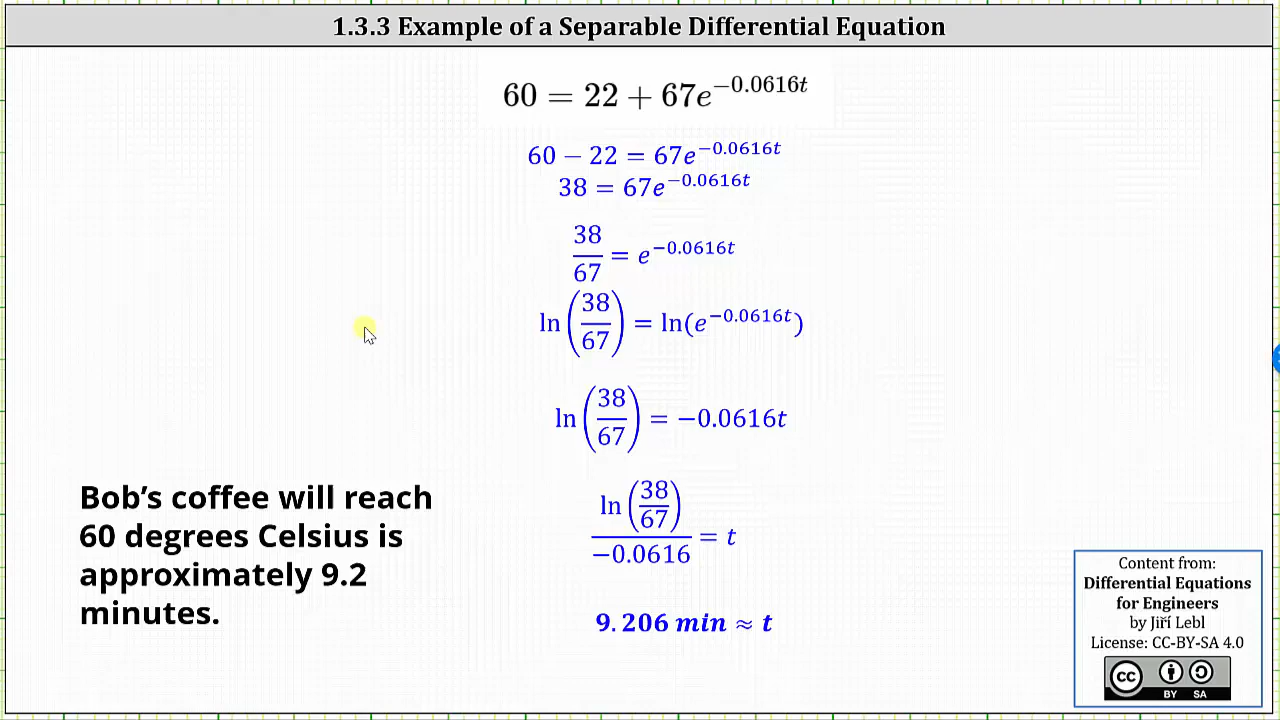 1.3.3 Example of a Separable Differential Equation
60 = 22 + 67e^{−0.0616t}
60 − 22 = 67e^{−0.0616t}
38 = 67e^{−0.0616t}
38/67 = e^{−0.0616t}
ln(38/67) = ln(e^{−0.0616t})
ln(38/67) = −0.0616t
ln(38/67)/−0.0616 = t
9.206 min ≈ t
Bob’s coffee will reach
60 degrees Celsius is
approximately 9.2
minutes.
Content from:
Differential Equations
for Engineers
by Jiří Lebl
License: CC-BY-SA 4.0
CC BY SA